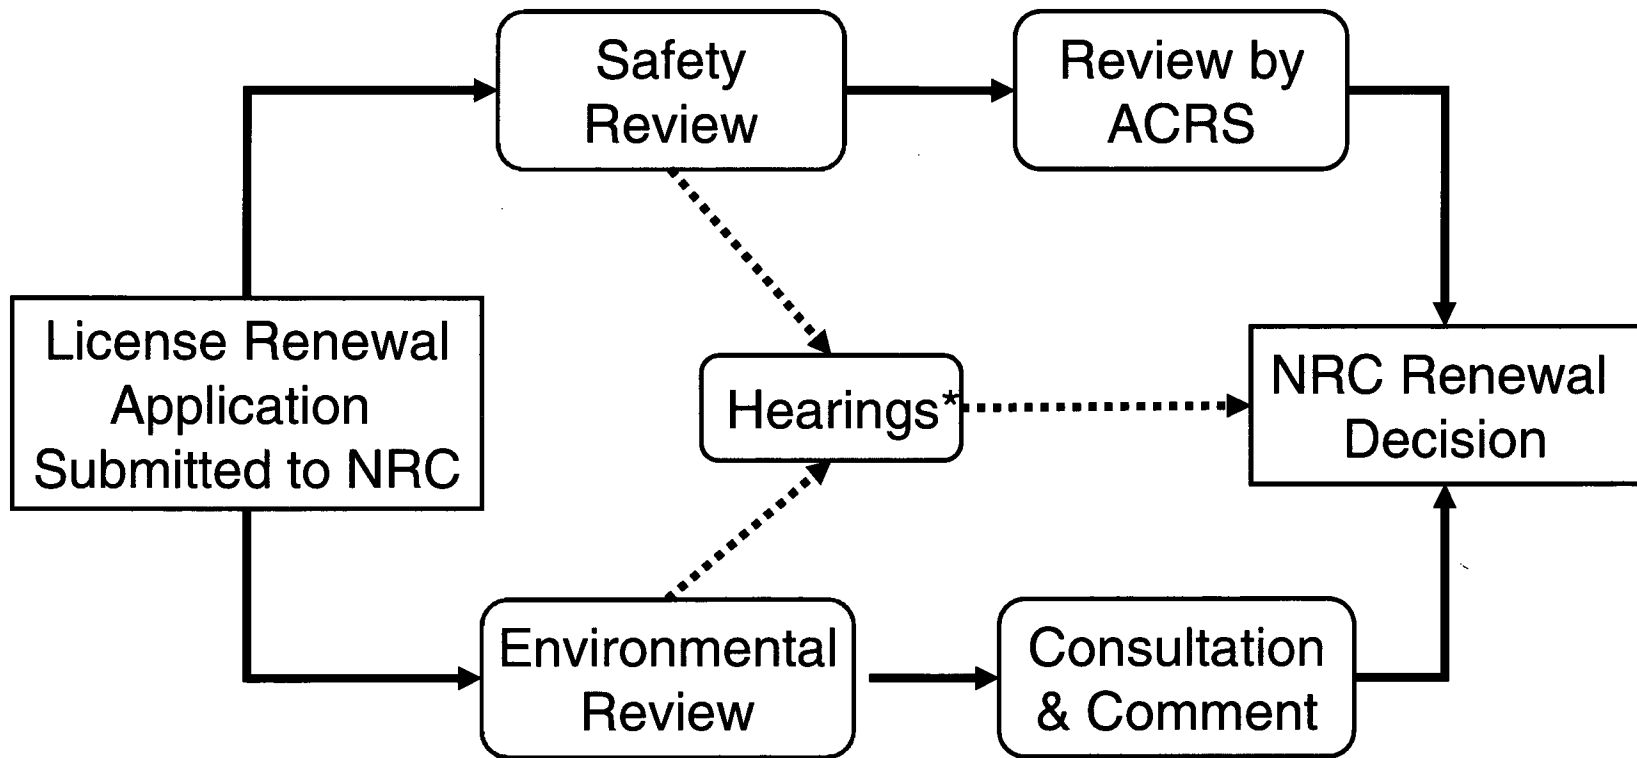 Safety
Review
Review by
ACRS
License Renewal
Application
Submitted to NRC
Hearings*
NRC Renewal
Decision
Environmental
Review
Consultation
& Comment